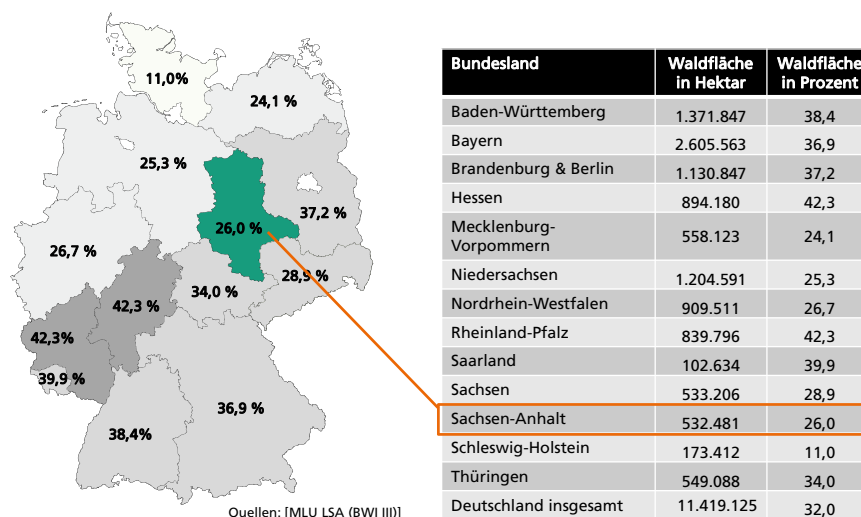 11,0%
24,1 %
25,3 %
37,2 %
26,0 %
26,7 %
28,9 %
34,0 %
42,3 %
42,3%
39,9 %
36,9 %
38,4%
Quellen: [MLU LSA (BWI III)]
Bundesland Waldfläche in Hektar Waldfläche in Prozent
Baden-Württemberg 1.371.847 38,4
Bayern 2.605.563 36,9
Brandenburg & Berlin 1.130.847 37,2
Hessen 894.180 42,3
Mecklenburg-
Vorpommern 558.123 24,1
Niedersachsen 1.204.591 25,3
Nordrhein-Westfalen 909.511 26,7
Rheinland-Pfalz 839.796 42,3
Saarland 102.634 39,9
Sachsen 533.206 28,9
Sachsen-Anhalt 532.481 26,0
Schleswig-Holstein 173.412 11,0
Thüringen 549.088 34,0
Deutschland insgesamt 11.419.125 32,0